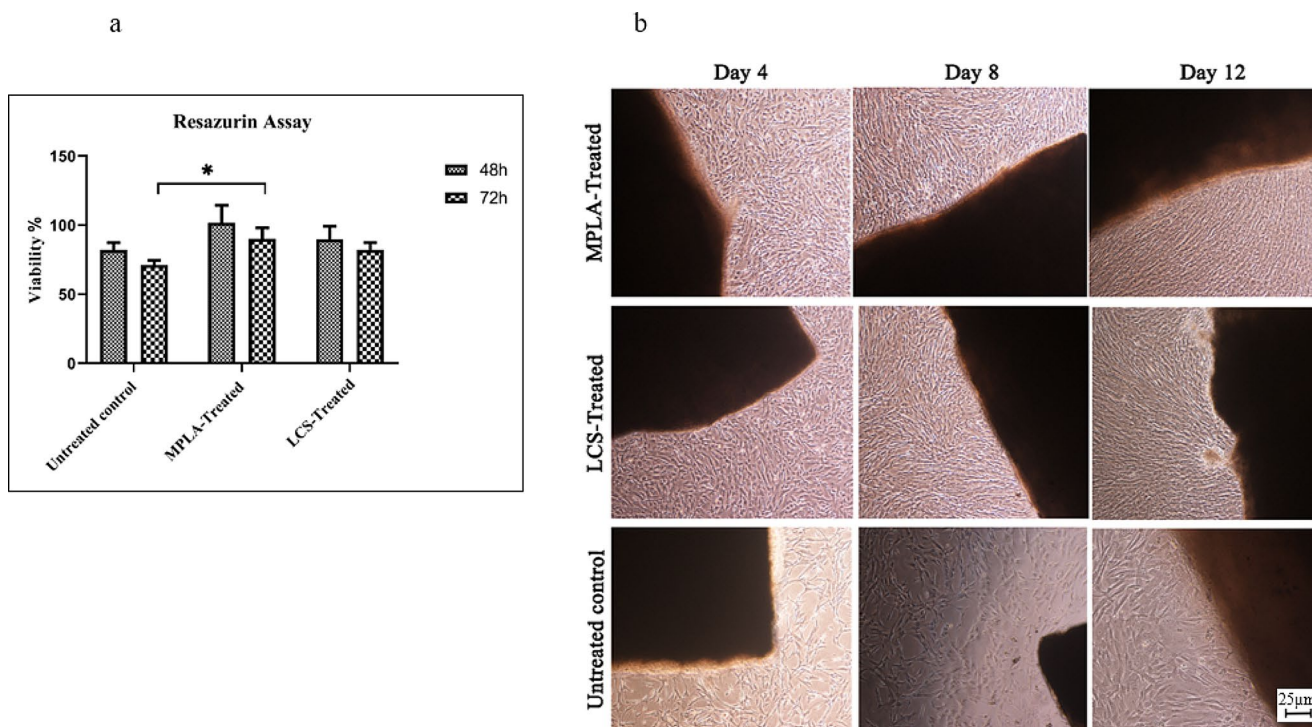 a
Resazurin Assay
150
100
50
0
Viability %
*
48h
72h
Untreated control
MPLA-Treated
LCS-Treated
b
Day 4
Day 8
Day 12
MPLA-Treated
LCS-Treated
Untreated control
25µm